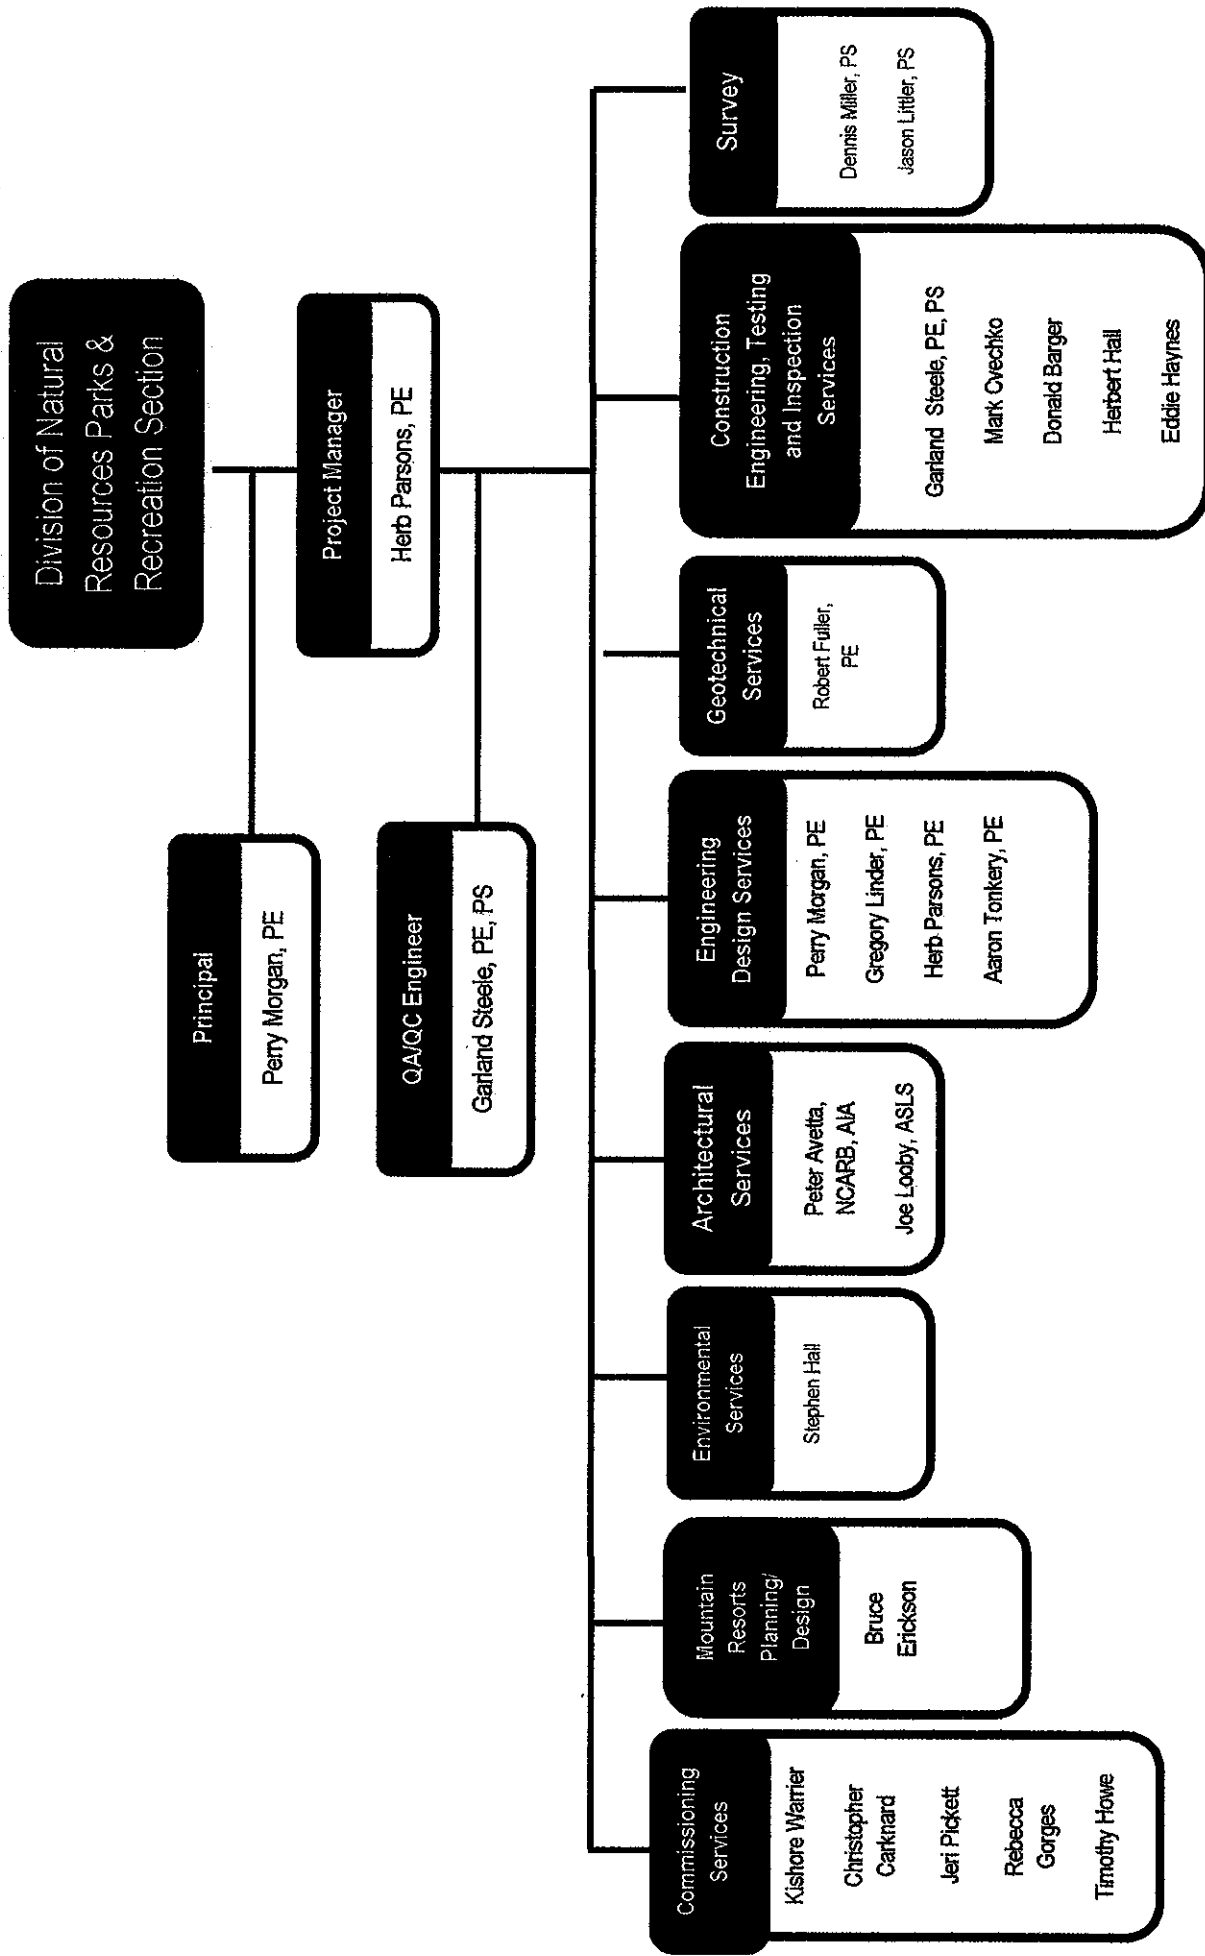 Division of Natural
Resources Parks &
Recreation Section
Principal
Perry Morgan, PE
Project Manager
Herb Parsons, PE
QA/QC Engineer
Garland Steele, PE, PS
Commissioning
Services
Kishore Warrier
Christopher
Carknard
Jeri Pickett
Rebecca
Gorges
Timothy Howe
Mountain
Resorts
Planning/
Design
Bruce
Erickson
Environmental
Services
Stephen Hall
Architectural
Services
Peter Avetta,
NCARB, AIA
Joe Looby, ASLS
Engineering
Design Services
Perry Morgan, PE
Gregory Linder, PE
Herb Parsons, PE
Aaron Tonkery, PE
Geotechnical
Services
Robert Fuller,
PE
Construction
Engineering, Testing
and Inspection
Services
Garland Steele, PE, PS
Mark Ovechko
Donald Barger
Herbert Hall
Eddie Haynes
Survey
Dennis Miller, PS
Jason Littler, PS